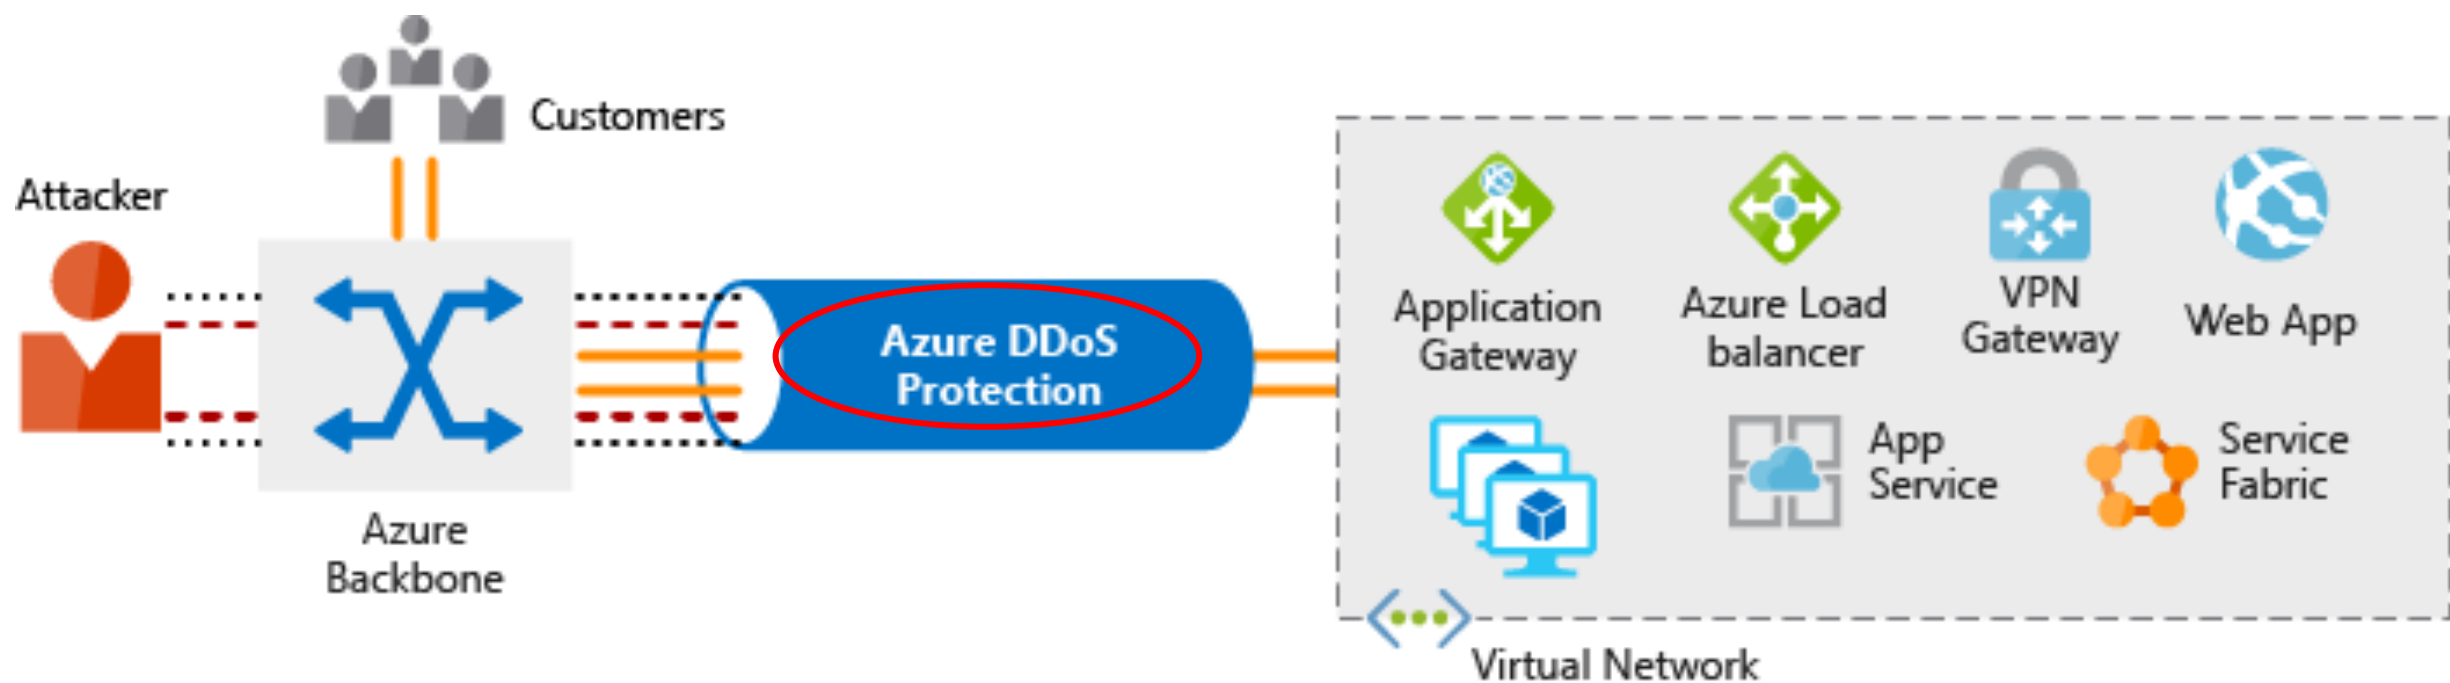 Customers
Attacker
Azure
Backbone
Azure DDoS
Protection
Application
Gateway
Azure Load
balancer
VPN
Gateway
Web App
App
Service
Service
Fabric
Virtual Network